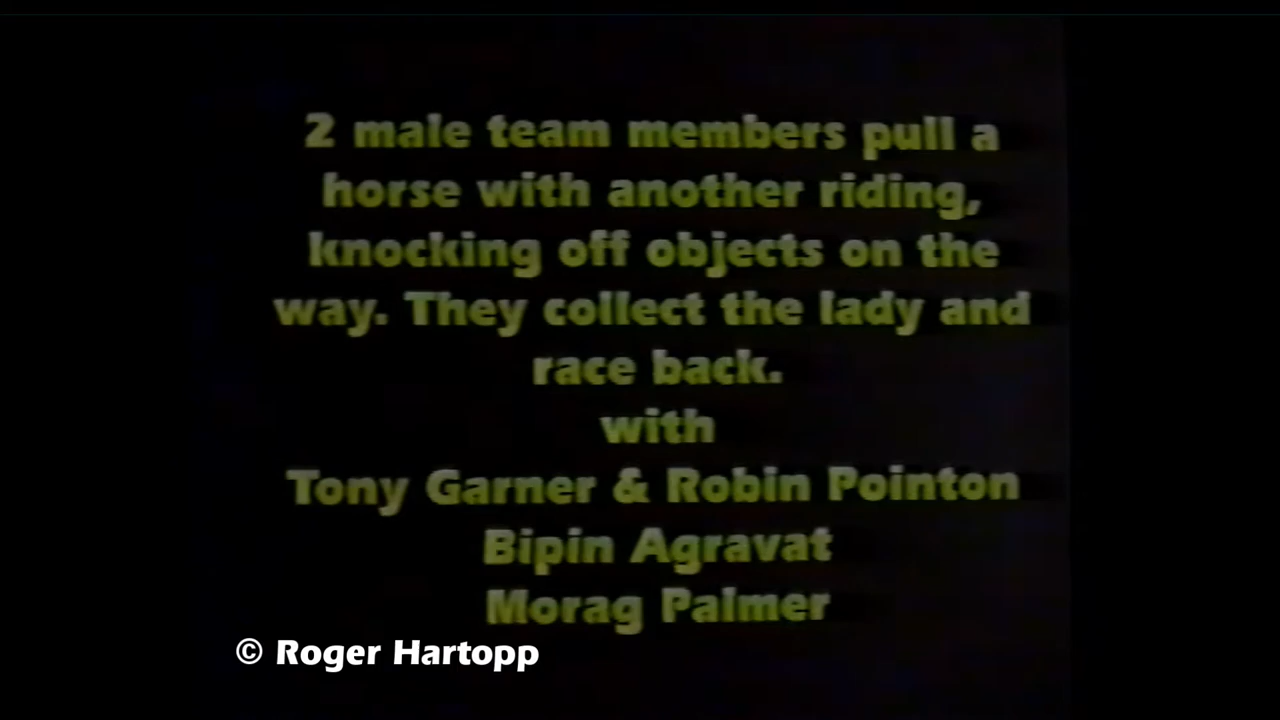 2 male team members pull a
horse with another riding,
knocking off objects on the
way. They collect the lady and
race back.
with
Tony Garner & Robin Pointon
Bipin Agravat
Morag Palmer
© Roger Hartopp